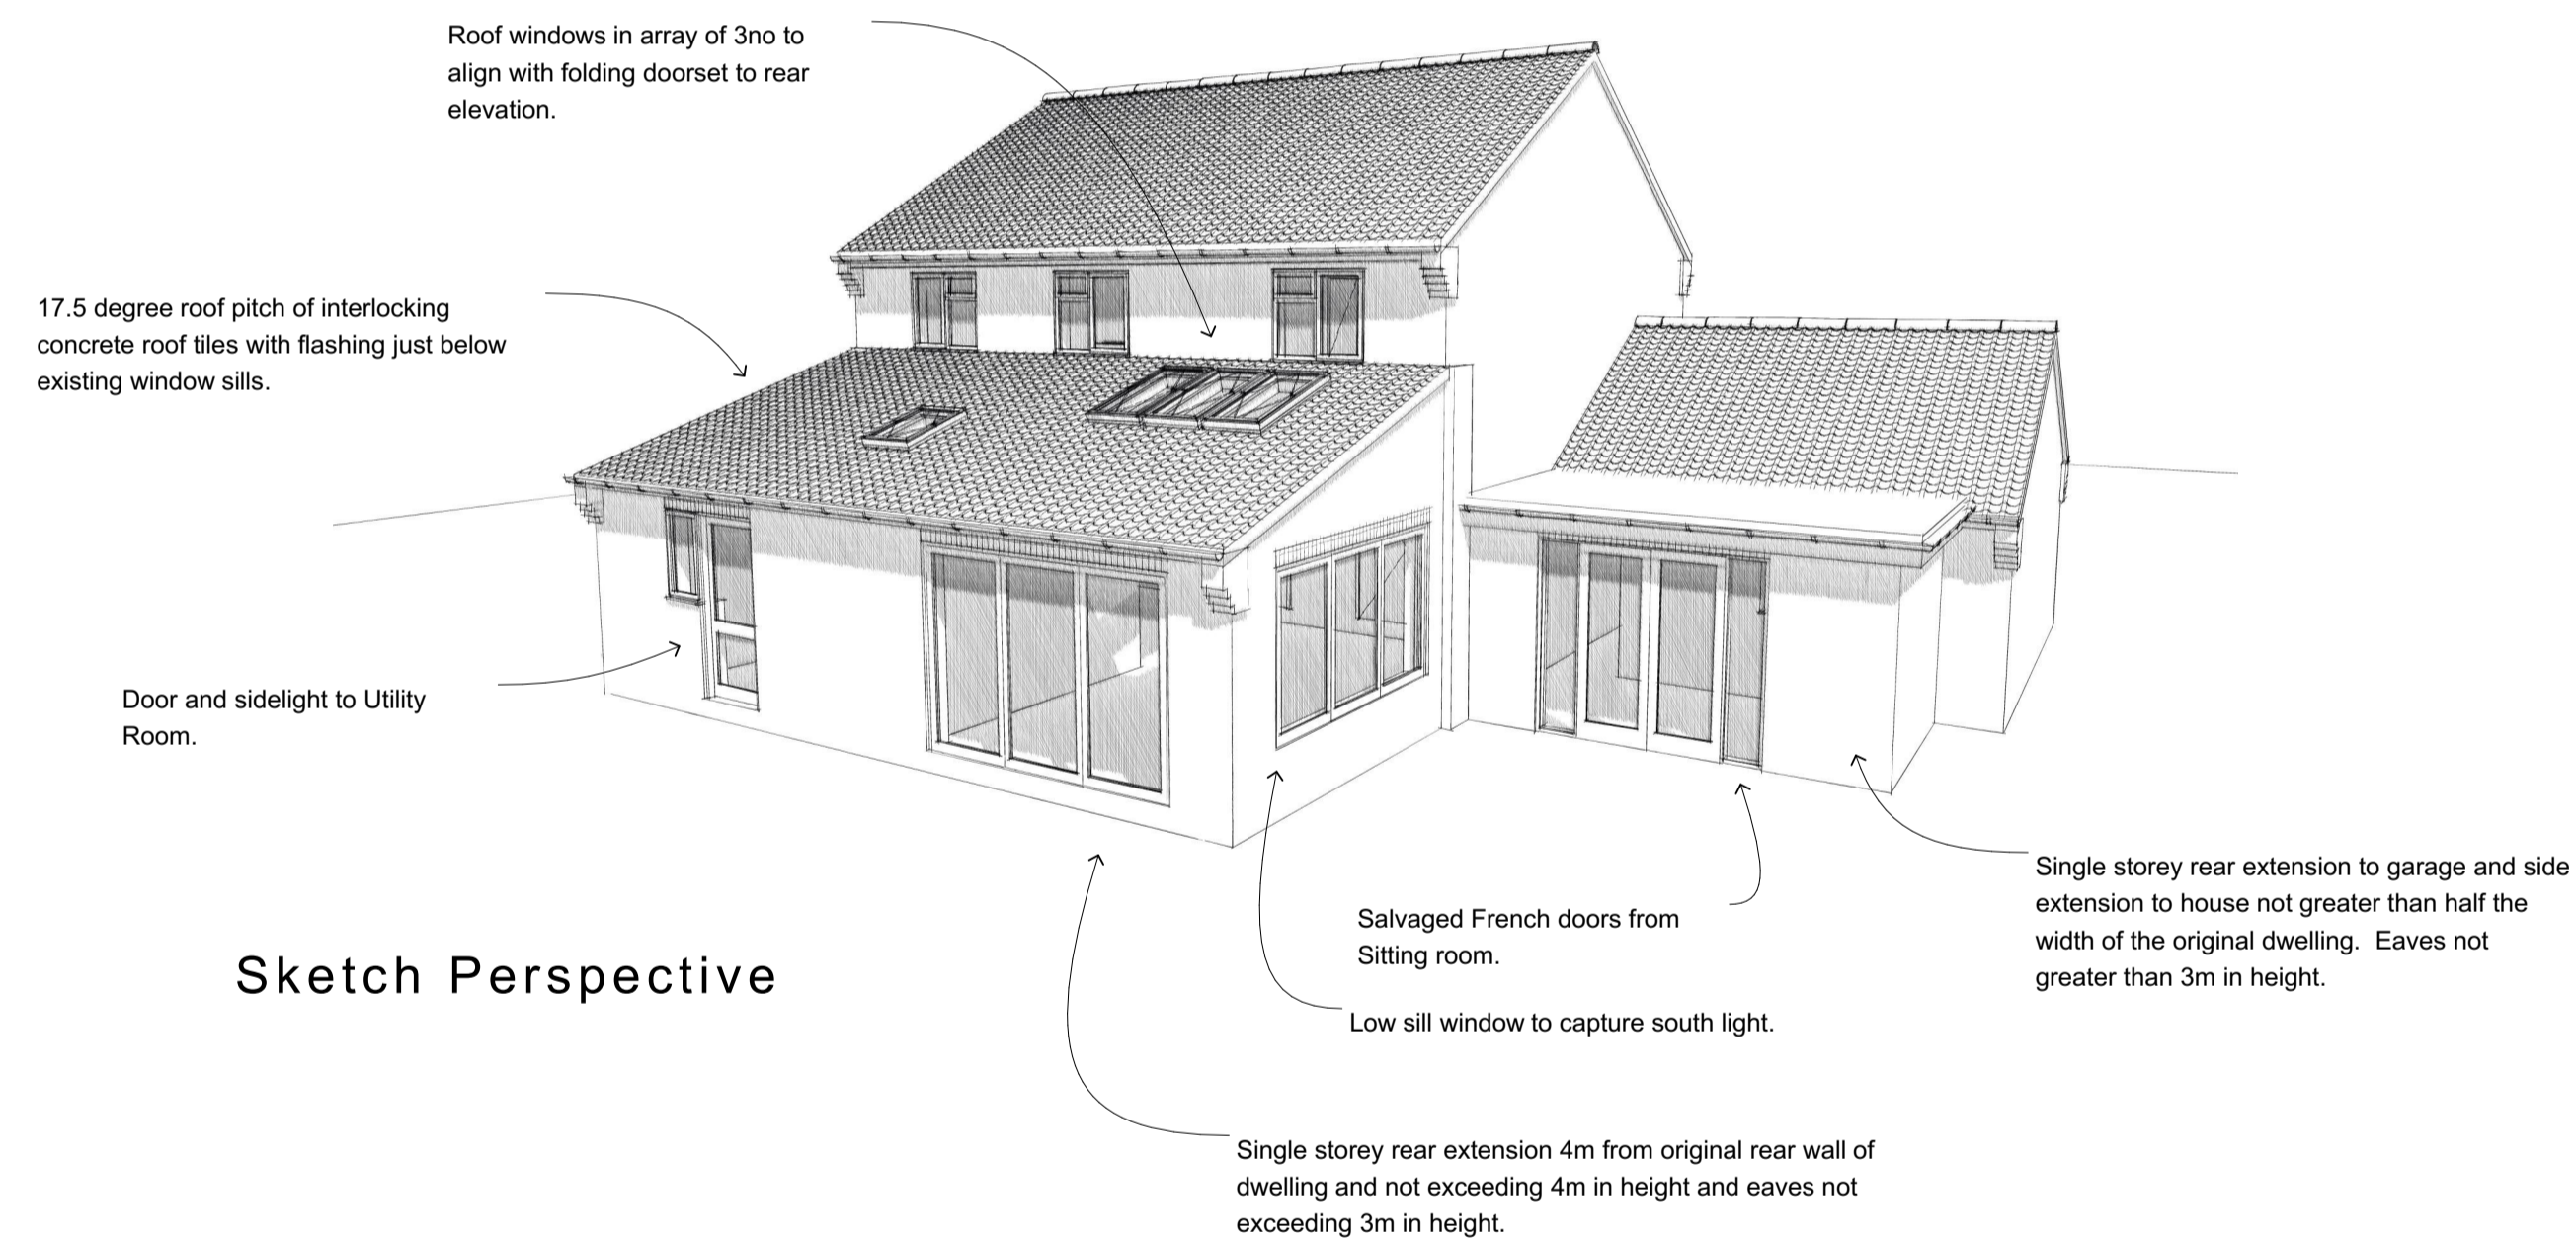 Roof windows in array of 3no to
align with folding doorset to rear
elevation.
17.5 degree roof pitch of interlocking
concrete roof tiles with flashing just below
existing window sills.
Door and sidelight to Utility
Room.
Single storey rear extension to garage and side
extension to house not greater than half the
width of the original dwelling.  Eaves not
greater than 3m in height.
Salvaged French doors from
Sitting room.
Sketch Perspective
Low sill window to capture south light.
Single storey rear extension 4m from original rear wall of
dwelling and not exceeding 4m in height and eaves not
exceeding 3m in height.